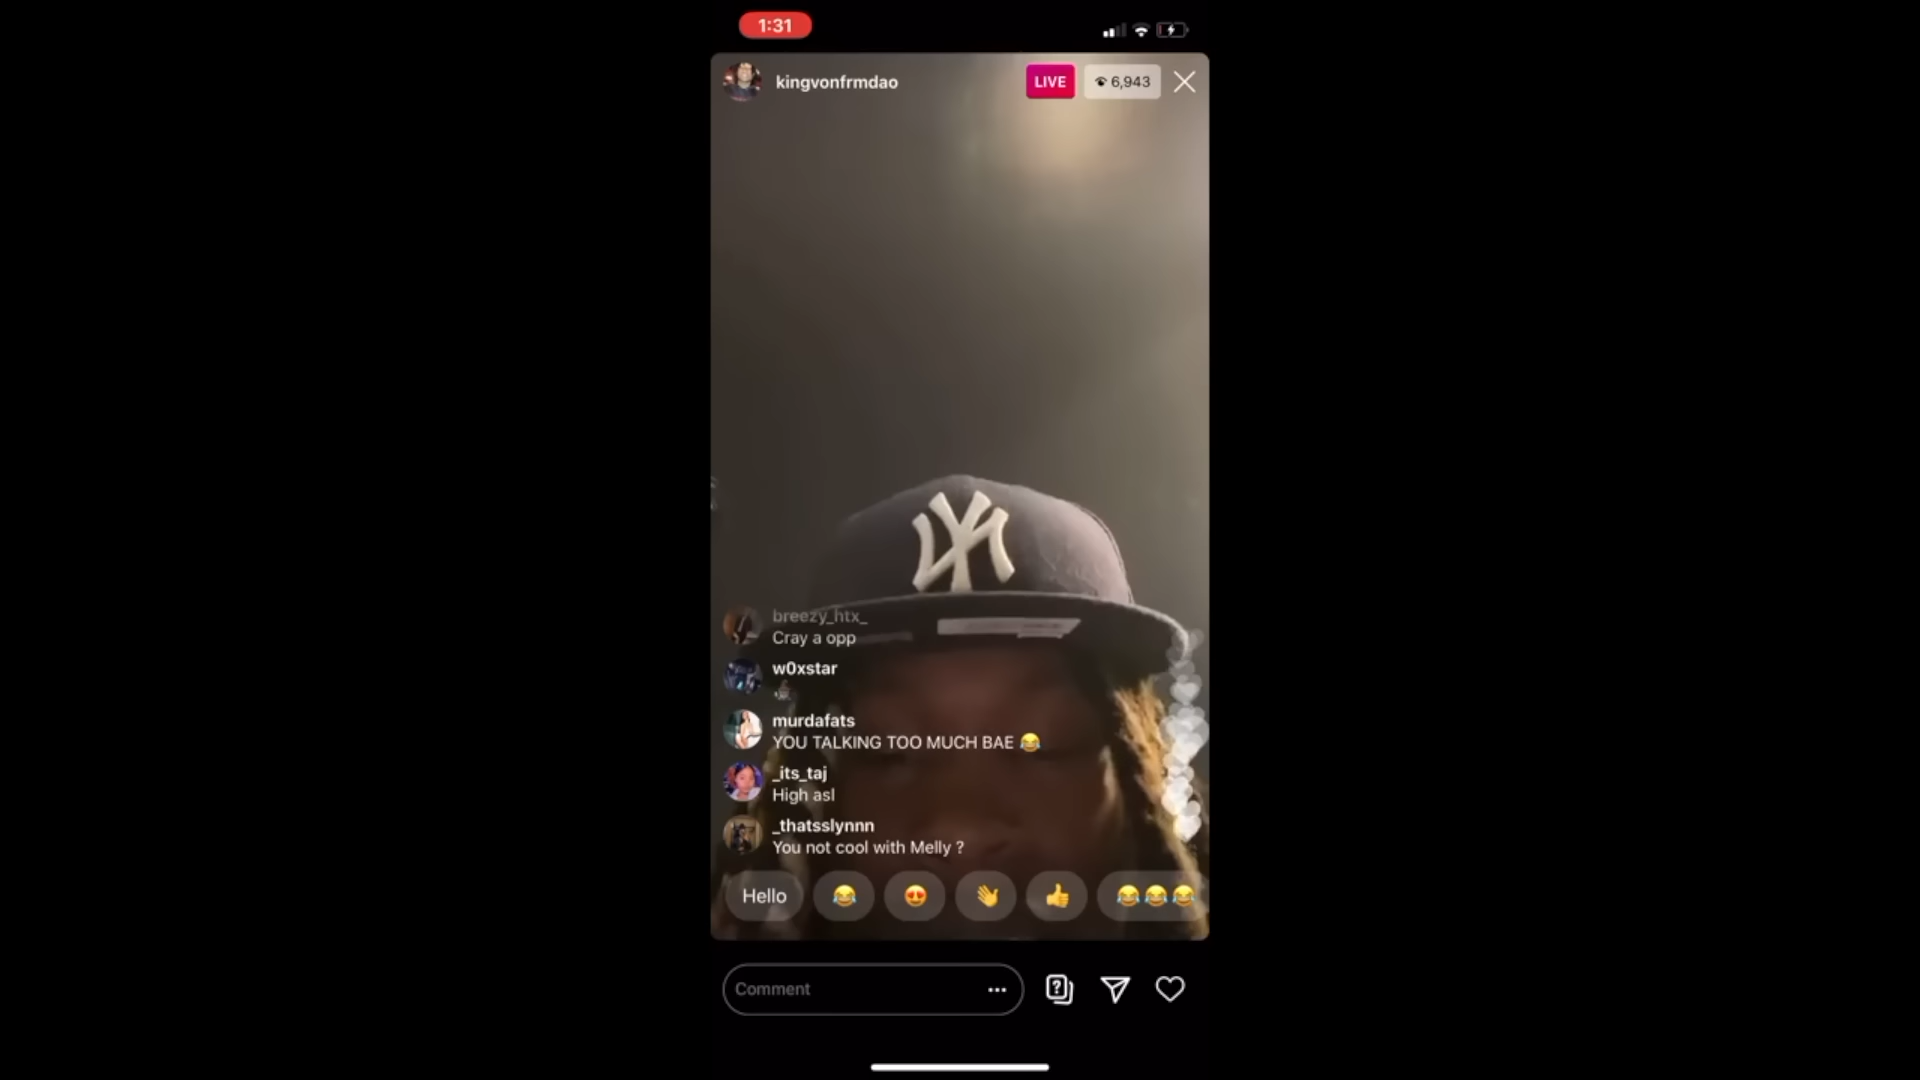 1:31
kingvonfrmdao
LIVE
6,943
NY
breezy_htx_
Cray a opp
w0xstar
murdafats
YOU TALKING TOO MUCH BAE 😂
_its_taj
High asl
_thatsslynnn
You not cool with Melly ?
Hello
Comment